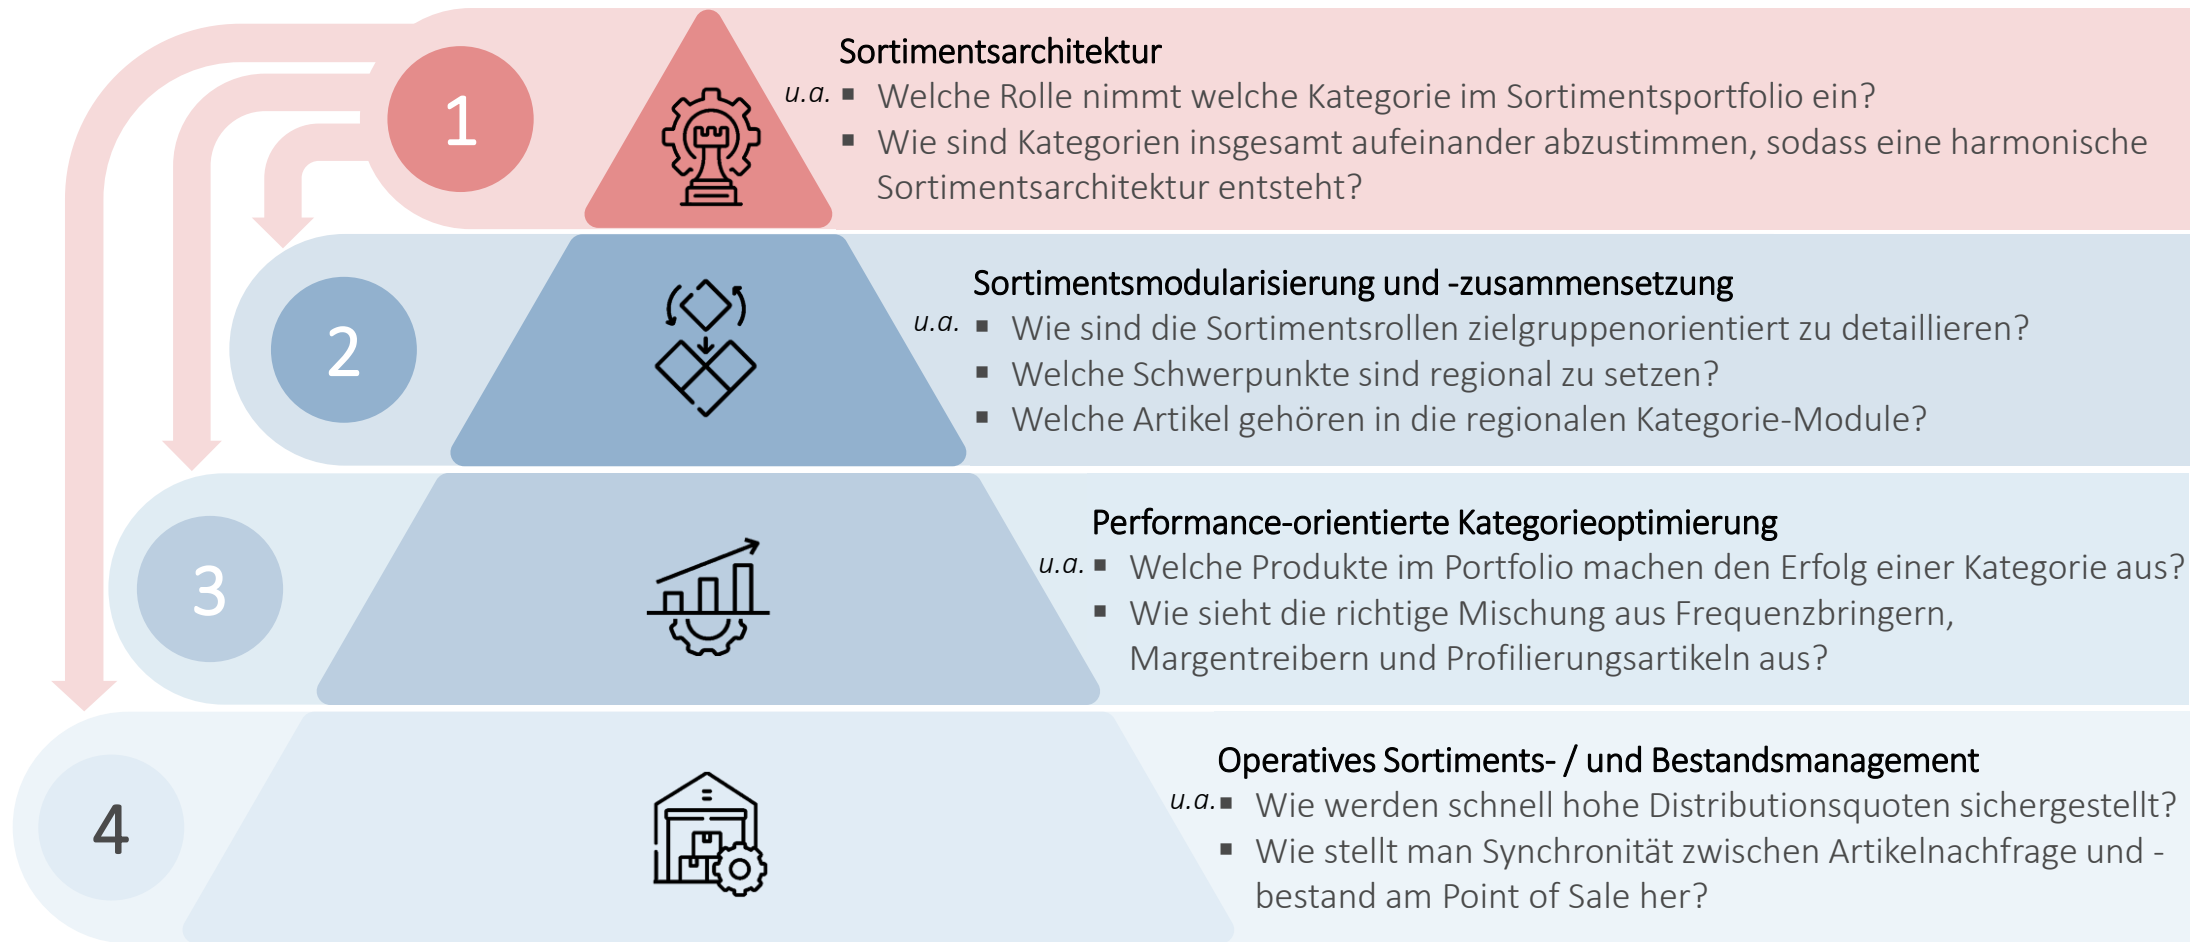 1
Sortimentsarchitektur
u.a. ▪ Welche Rolle nimmt welche Kategorie im Sortimentsportfolio ein?
▪ Wie sind Kategorien insgesamt aufeinander abzustimmen, sodass eine harmonische
Sortimentsarchitektur entsteht?
2
Sortimentsmodularisierung und -zusammensetzung
u.a. ▪ Wie sind die Sortimentsrollen zielgruppenorientiert zu detaillieren?
▪ Welche Schwerpunkte sind regional zu setzen?
▪ Welche Artikel gehören in die regionalen Kategorie-Module?
3
Performance-orientierte Kategorieoptimierung
u.a. ▪ Welche Produkte im Portfolio machen den Erfolg einer Kategorie aus?
▪ Wie sieht die richtige Mischung aus Frequenzbringern,
Margentreibern und Profilierungsartikeln aus?
4
Operatives Sortiments- / und Bestandsmanagement
u.a. ▪ Wie werden schnell hohe Distributionsquoten sichergestellt?
▪ Wie stellt man Synchronität zwischen Artikelnachfrage und -
bestand am Point of Sale her?